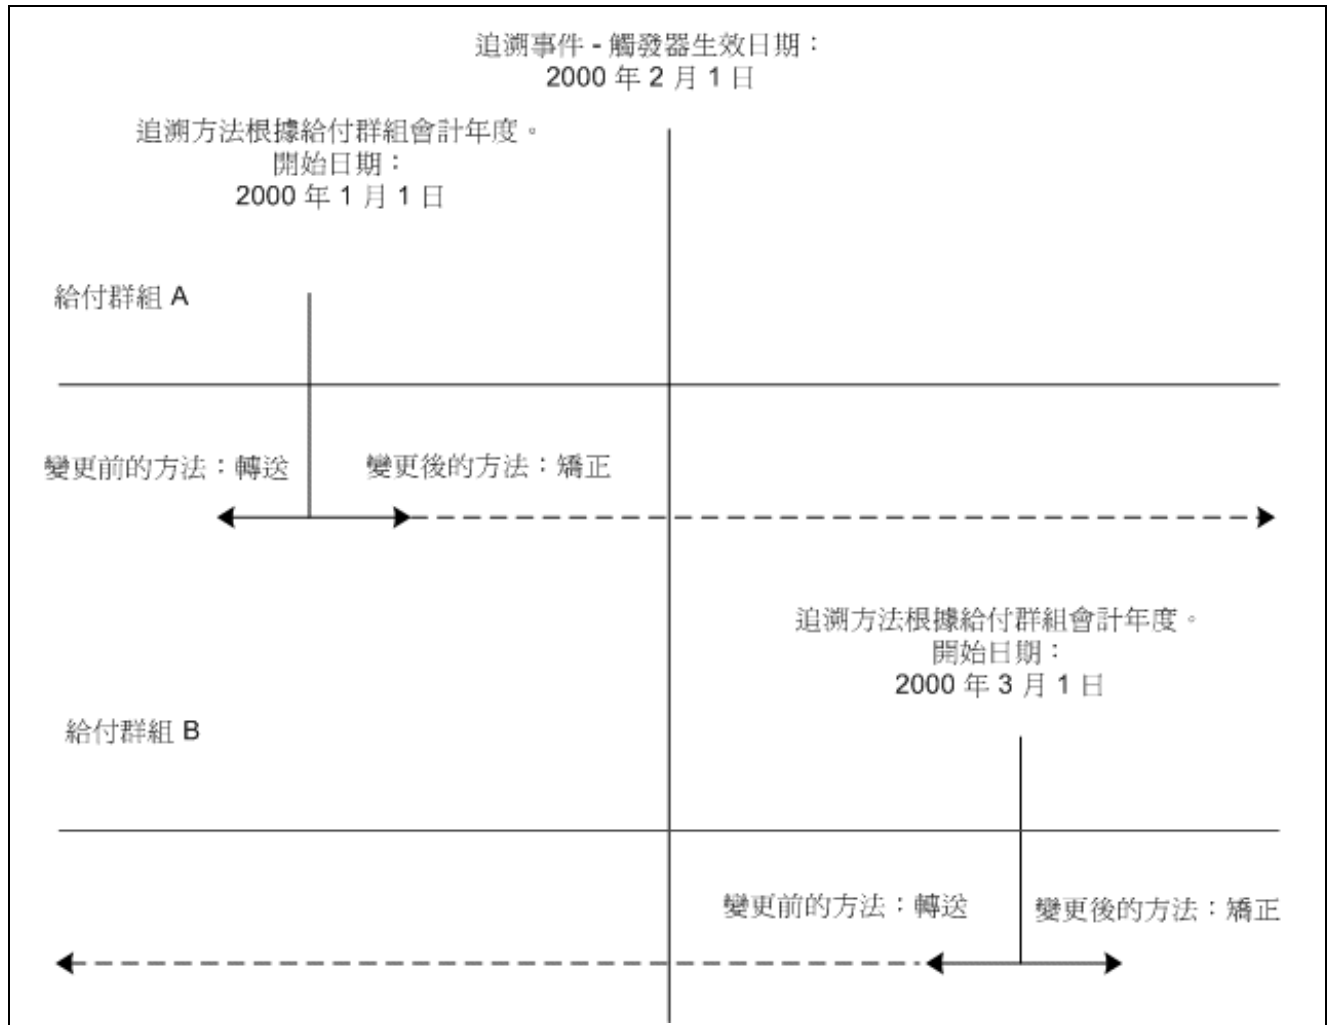 追溯事件 - 觸發器生效日期：
2000 年 2 月 1 日
追溯方法根據給付群組會計年度。
開始日期：
2000 年 1 月 1 日
給付群組 A
變更前的方法：轉送
變更後的方法：矯正
追溯方法根據給付群組會計年度。
開始日期：
2000 年 3 月 1 日
給付群組 B
變更前的方法：轉送
變更後的方法：矯正